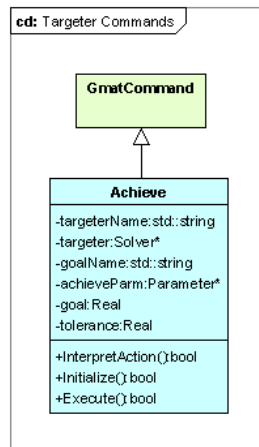 cd: Targeter Commands
GmatCommand
Achieve
-targeterName:std::string
-targeter:Solver*
-goalName:std::string
-achieveParm:Parameter*
-goal:Real
-tolerance:Real
+InterpretAction():bool
+Initialize():bool
+Execute():bool